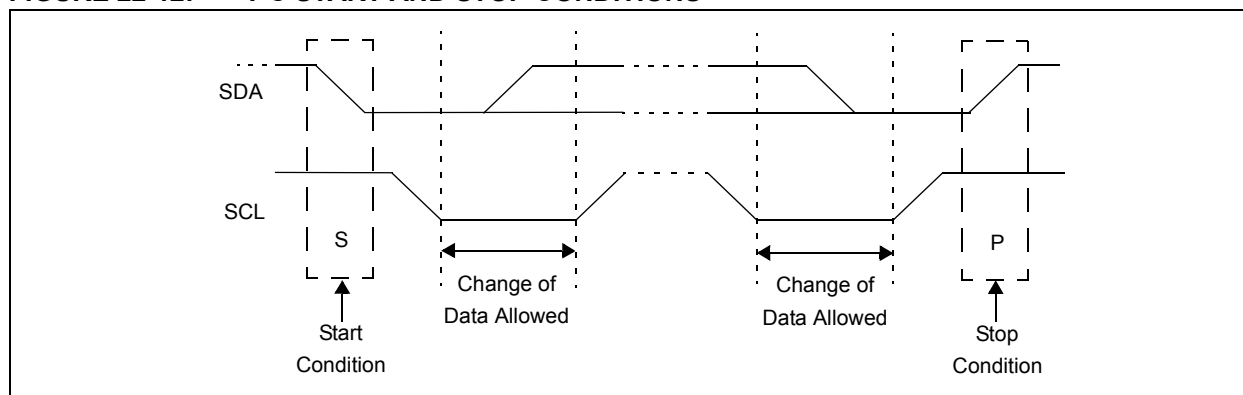 SDA
SCL
S
P
Change of
Data Allowed
Change of
Data Allowed
Start
Condition
Stop
Condition